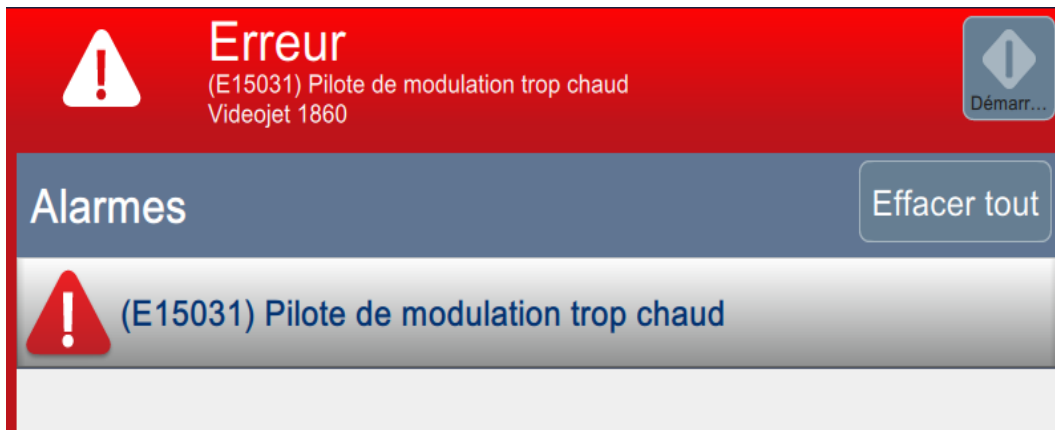 Erreur
(E15031) Pilote de modulation trop chaud
Videojet 1860
Démarr...
Alarmes
Effacer tout
(E15031) Pilote de modulation trop chaud